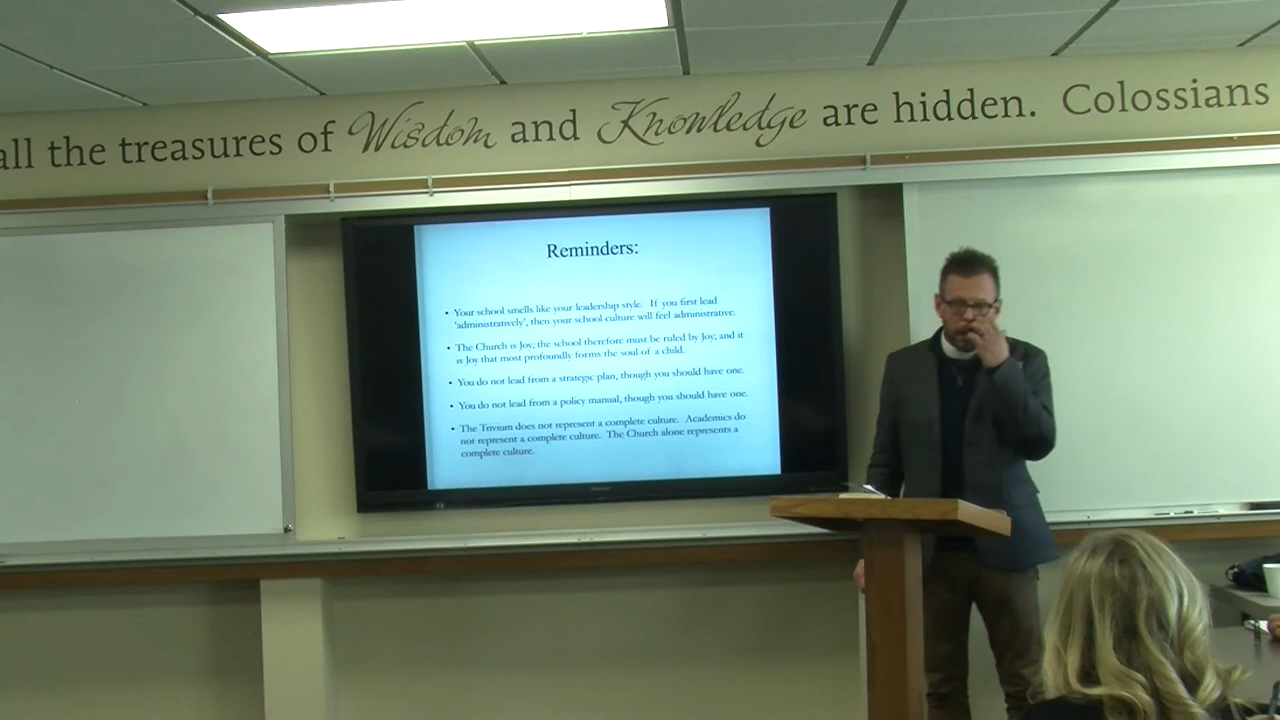 all the treasures of Wisdom and Knowledge are hidden. Colossians
Reminders:
• Your school smells like your leadership style. If you first lead
'administratively', then your school culture will feel administrative.
• The Church is Joy; the school therefore must be ruled by Joy; and it
is Joy that most profoundly forms the soul of a child.
• You do not lead from a strategic plan, though you should have one.
• You do not lead from a policy manual, though you should have one.
• The Trivium does not represent a complete culture. Academics do
not represent a complete culture. The Church alone represents a
complete culture.